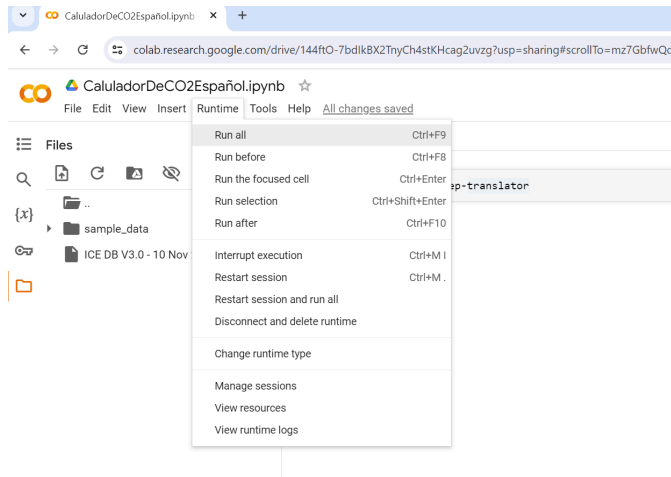 CaluladorDeCO2Español.ipynb
colab.research.google.com/drive/144ftO-7bdIkBX2TnyCh4stKHcag2uvzg?usp=sharing#scrollTo=mz7GbfwQc
CaluladorDeCO2Español.ipynb
File Edit View Insert Runtime Tools Help All changes saved
Files
Run all Ctrl+F9
Run before Ctrl+F8
Run the focused cell Ctrl+Enter
ep-translator
Run selection Ctrl+Shift+Enter
..
Run after Ctrl+F10
{x}
sample_data
ICE DB V3.0 - 10 Nov
Interrupt execution Ctrl+M I
Restart session Ctrl+M .
Restart session and run all
Disconnect and delete runtime
Change runtime type
Manage sessions
View resources
View runtime logs